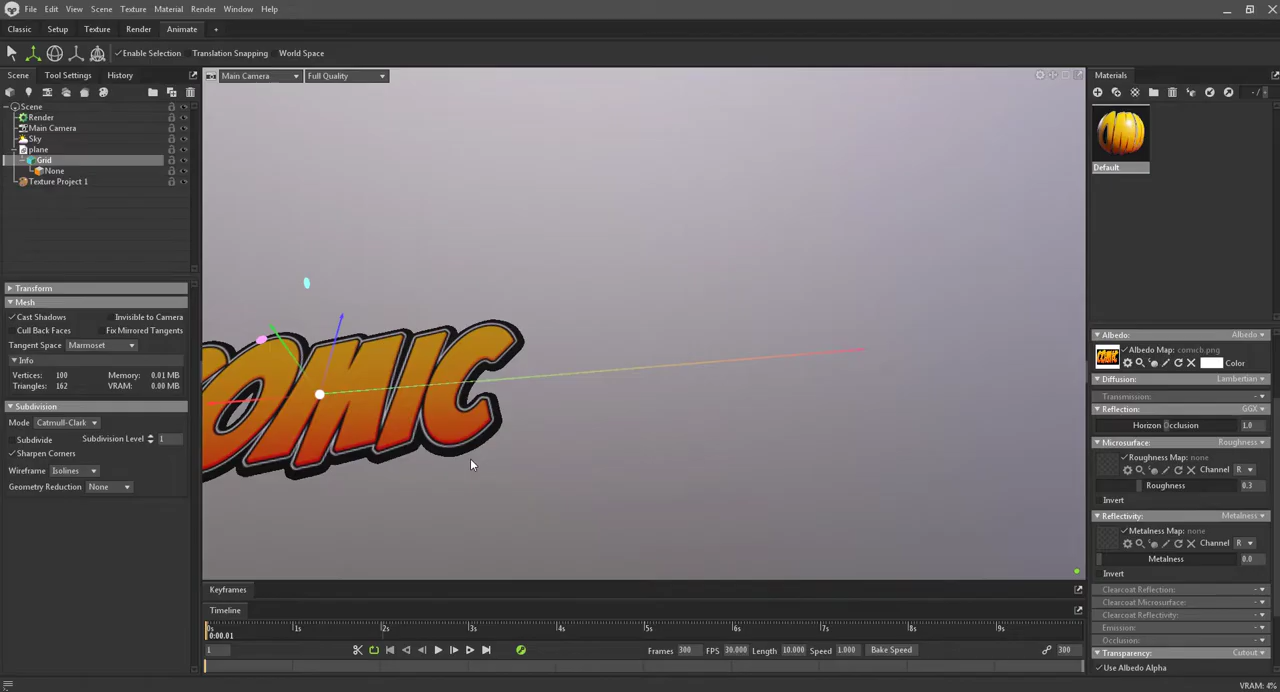 File Edit View Scene Texture Material Render Window Help
Classic Setup Texture Render Animate +
Enable Selection Translation Snapping World Space
Scene Tool Settings History
Main Camera Full Quality
Materials
Scene
Render
Main Camera
Sky
plane
Grid
None
Texture Project 1
Default
COMIC
Transform
Mesh
Cast Shadows Invisible to Camera
Cull Back Faces Fix Mirrored Tangents
Tangent Space Marmoset
Info
Vertices: 100 Memory: 0.01 MB
Triangles: 162 VRAM: 0.00 MB
Subdivision
Mode Catmull-Clark
Subdivide Subdivision Level 1
Sharpen Corners
Wireframe Isolines
Geometry Reduction None
Albedo: Albedo
Albedo Map: comicb.png
Color
Diffusion: Lambertian
Transmission: -
Reflection: GGX
Horizon Occlusion 1.0
Microsurface: Roughness
Roughness Map: none
Channel R
Roughness 0.3
Invert
Reflectivity: Metalness
Metalness Map: none
Channel R
Metalness 0.0
Invert
Clearcoat Reflection: -
Clearcoat Microsurface: -
Clearcoat Reflectivity: -
Emission: -
Occlusion: -
Transparency: Cutout
Use Albedo Alpha
Keyframes
Timeline
0s 1s 2s 3s 4s 5s 6s 7s 8s 9s
0:00.01
1 Frames 300 FPS 30.000 Length 10.000 Speed 1.000 Bake Speed 300
VRAM: 4%